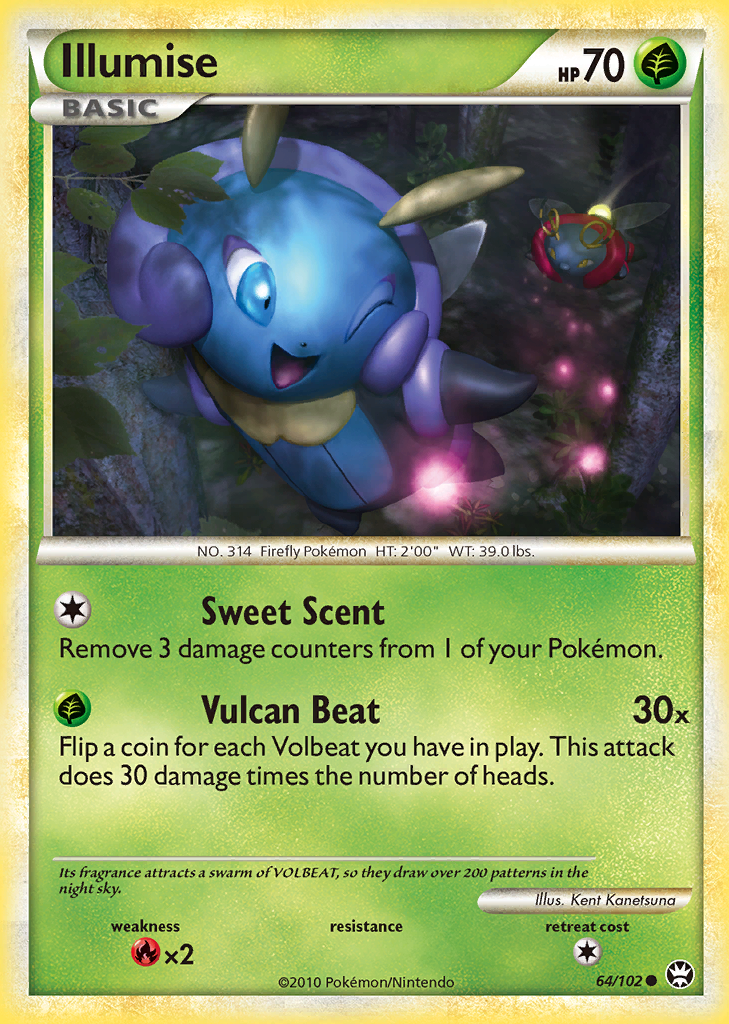 Illumise
HP 70
BASIC
NO. 314 Firefly Pokémon HT: 2'00" WT: 39.0 lbs.
Sweet Scent
Remove 3 damage counters from 1 of your Pokémon.
Vulcan Beat 30x
Flip a coin for each Volbeat you have in play. This attack
does 30 damage times the number of heads.
Its fragrance attracts a swarm of VOLBEAT, so they draw over 200 patterns in the
night sky.
Illus. Kent Kanetsuna
weakness resistance retreat cost
×2
©2010 Pokémon/Nintendo 64/102